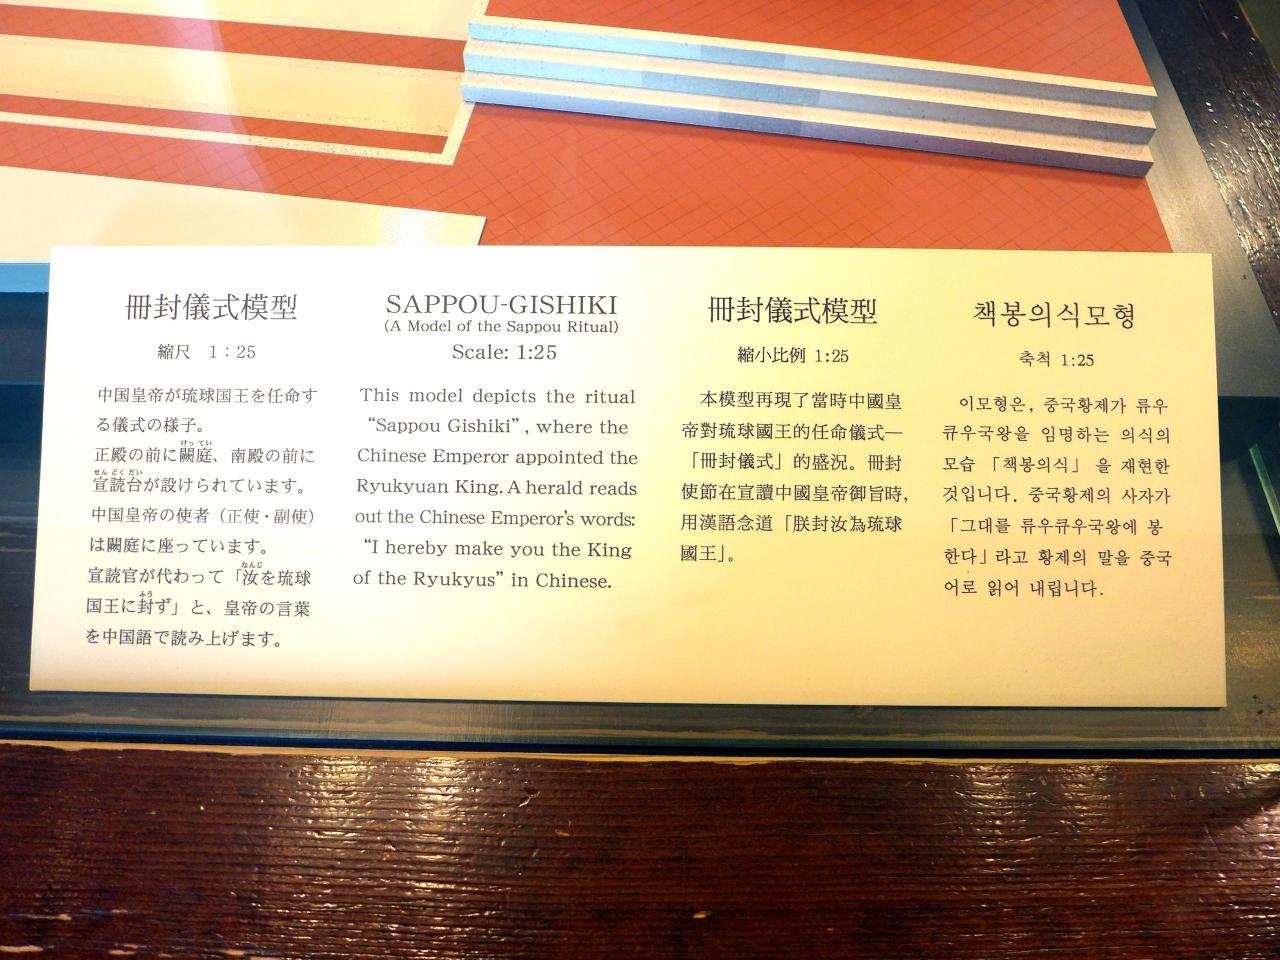 冊封儀式模型
縮尺　1：25
中国皇帝が琉球国王を任命す
る儀式の様子。
けっ てい
正殿の前に闕庭、南殿の前に
せん どく だい
宣読台が設けられています。
中国皇帝の使者（正使・副使）
は闕庭に座っています。
なんじ
宣読官が代わって「汝を琉球
ふう
国王に封ず」と、皇帝の言葉
を中国語で読み上げます。
SAPPOU-GISHIKI
(A Model of the Sappou Ritual)
Scale: 1:25
This model depicts the ritual
“Sappou Gishiki”, where the
Chinese Emperor appointed the
Ryukyuan King. A herald reads
out the Chinese Emperor’s words:
“I hereby make you the King
of the Ryukyus” in Chinese.
冊封儀式模型
縮小比例 1:25
本模型再現了當時中國皇
帝對琉球國王的任命儀式—
「冊封儀式」的盛況。冊封
使節在宣讀中國皇帝御旨時，
用漢語念道「朕封汝為琉球
國王」。
책봉의식모형
축척 1:25
이모형은, 중국황제가 류우
큐우국왕을 임명하는 의식의
모습 「책봉의식」 을 재현한
것입니다. 중국황제의 사자가
「그대를 류우큐우국왕에 봉
한다」라고 황제의 말을 중국
어로 읽어 내립니다.